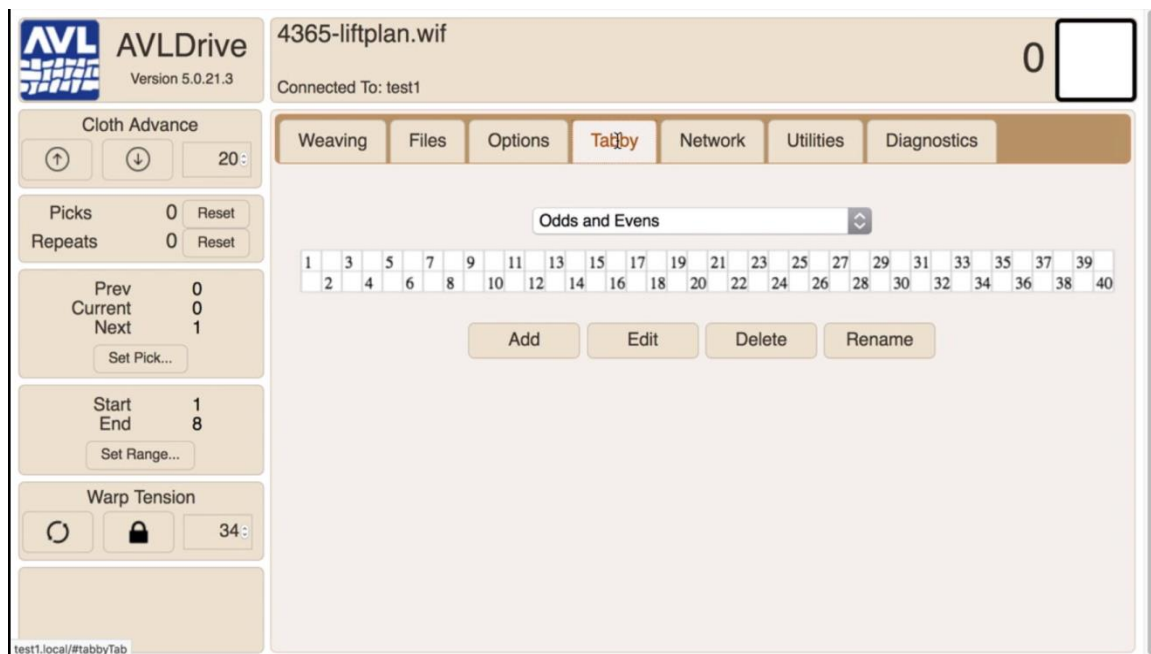 AVL
AVLDrive
Version 5.0.21.3
4365-liftplan.wif
Connected To: test1
0
Cloth Advance
20
Picks 0 Reset
Repeats 0 Reset
Prev 0
Current 0
Next 1
Set Pick...
Start 1
End 8
Set Range...
Warp Tension
34
Weaving Files Options Tabby Network Utilities Diagnostics
Odds and Evens
1 3 5 7 9 11 13 15 17 19 21 23 25 27 29 31 33 35 37 39
2 4 6 8 10 12 14 16 18 20 22 24 26 28 30 32 34 36 38 40
Add Edit Delete Rename
test1.local/#tabbyTab